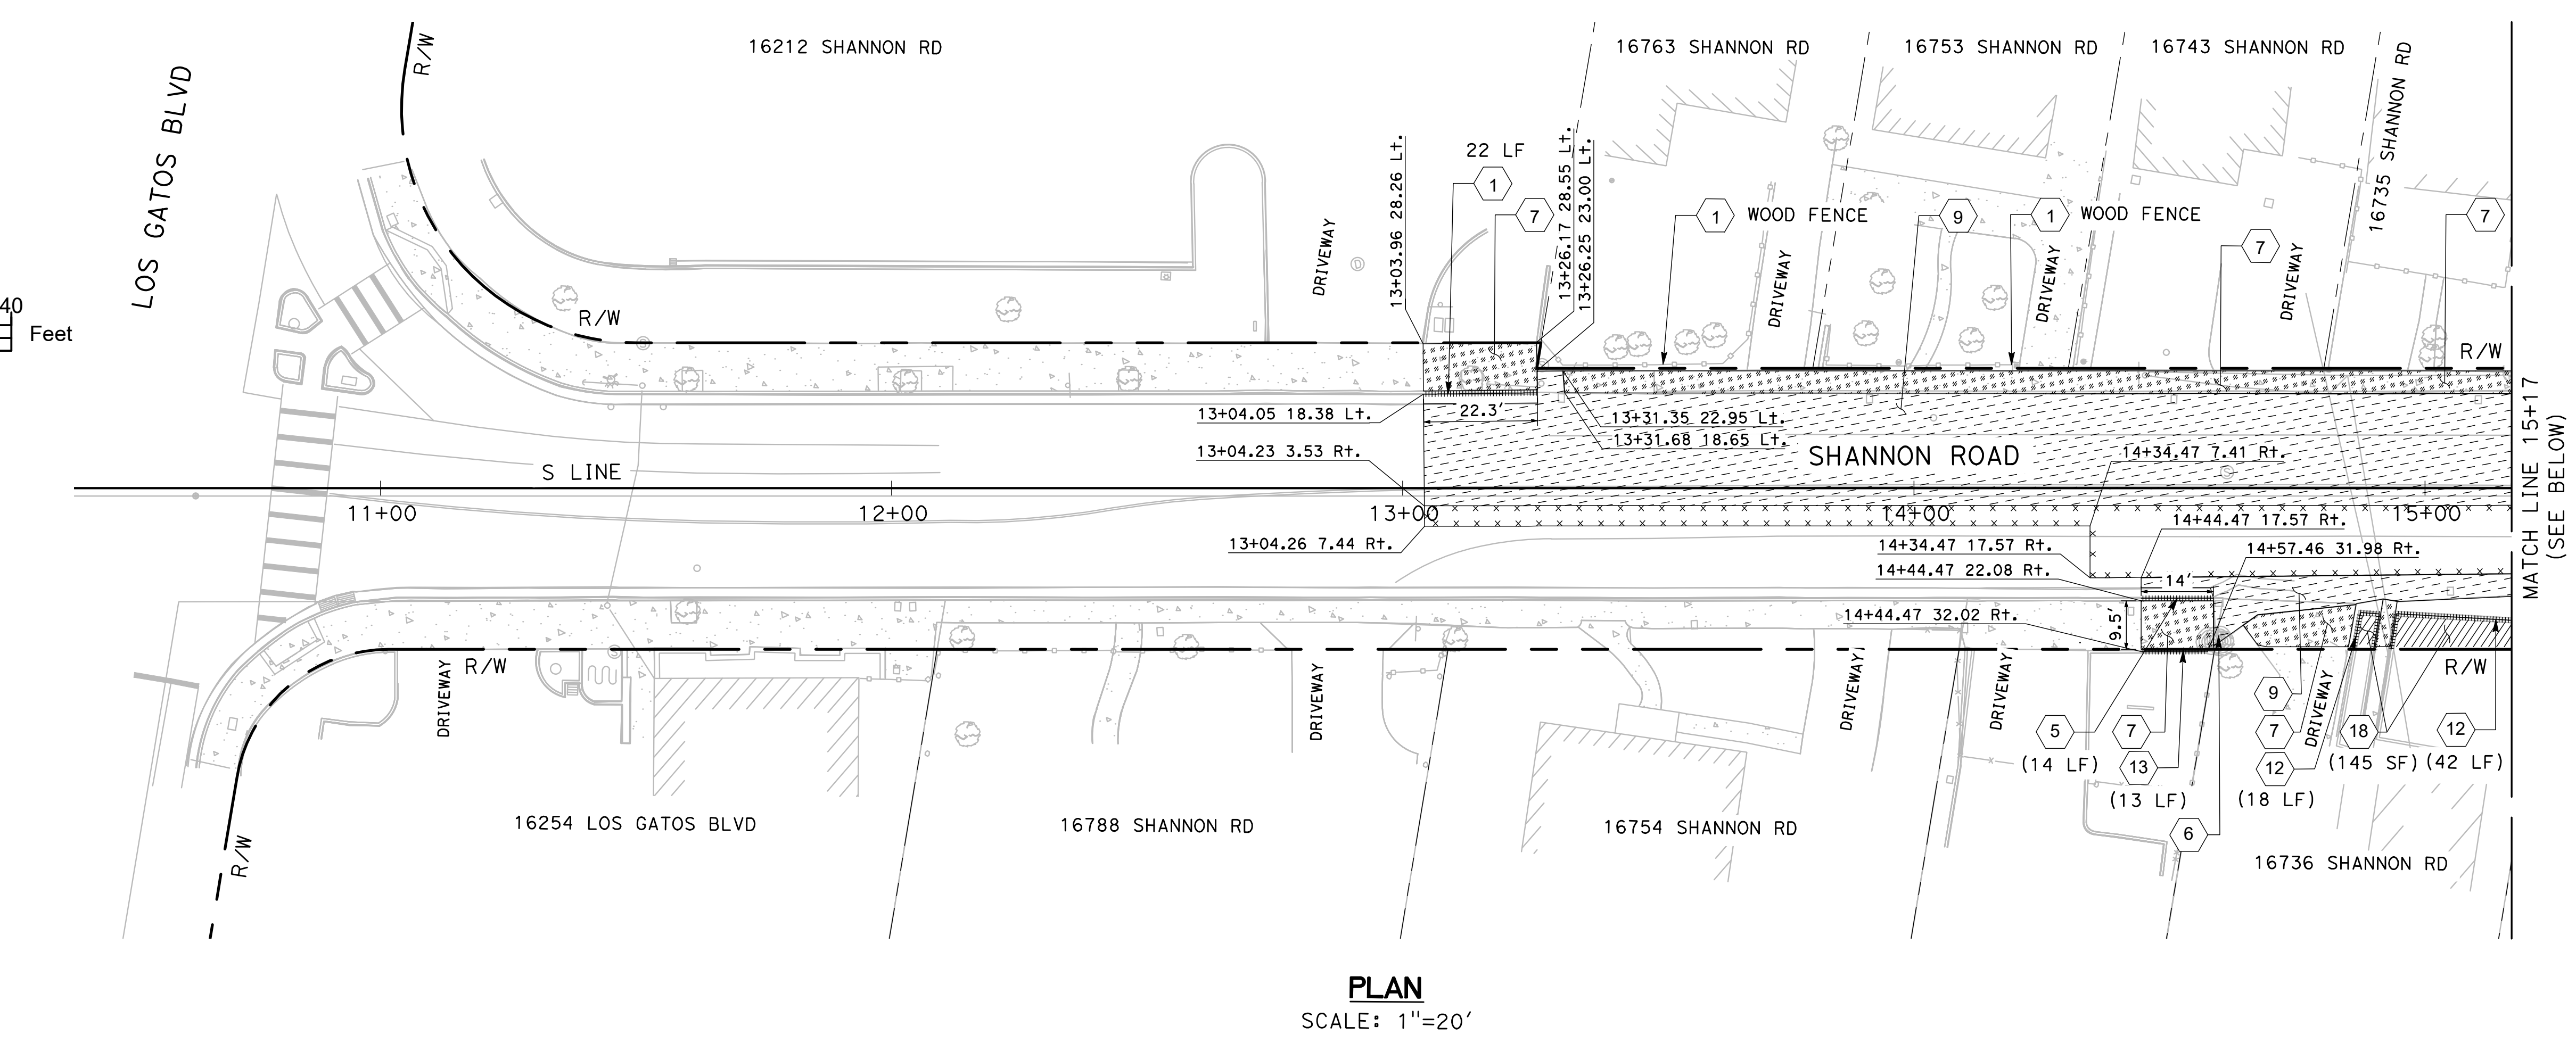 LOS GATOS BLVD
40
Feet
R/W
16212 SHANNON RD
16763 SHANNON RD
16753 SHANNON RD
16743 SHANNON RD
16735 SHANNON RD
22 LF
1
7
13+03.96 28.26 Lt.
13+26.17 28.55 Lt.
13+26.25 23.00 Lt.
1 WOOD FENCE
9
1 WOOD FENCE
7
7
DRIVEWAY
DRIVEWAY
DRIVEWAY
DRIVEWAY
R/W
R/W
13+04.05 18.38 Lt.
22.3'
13+31.35 22.95 Lt.
13+31.68 18.65 Lt.
13+04.23 3.53 Rt.
SHANNON ROAD
14+34.47 7.41 Rt.
S LINE
11+00
12+00
13+00
14+00
15+00
14+44.47 17.57 Rt.
13+04.26 7.44 Rt.
14+34.47 17.57 Rt.
14+57.46 31.98 Rt.
14+44.47 22.08 Rt.
14'
14+44.47 32.02 Rt.
9.5'
MATCH LINE 15+17
(SEE BELOW)
R/W
R/W
DRIVEWAY
DRIVEWAY
DRIVEWAY
DRIVEWAY
DRIVEWAY
9
5
7
7
18
12
(14 LF)
13
12
(145 SF)
(42 LF)
(13 LF)
(18 LF)
6
16254 LOS GATOS BLVD
16788 SHANNON RD
16754 SHANNON RD
16736 SHANNON RD
R/W
PLAN
SCALE: 1"=20'